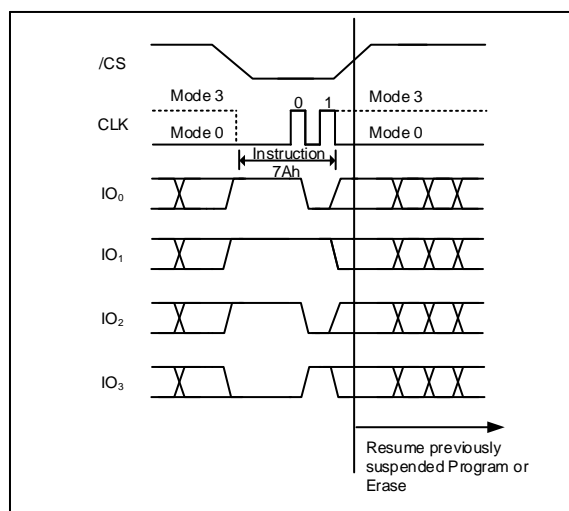 /CS
Mode 3
0 1
Mode 3
CLK
Mode 0
Mode 0
Instruction
7Ah
IO₀
IO₁
IO₂
IO₃
Resume previously
suspended Program or
Erase